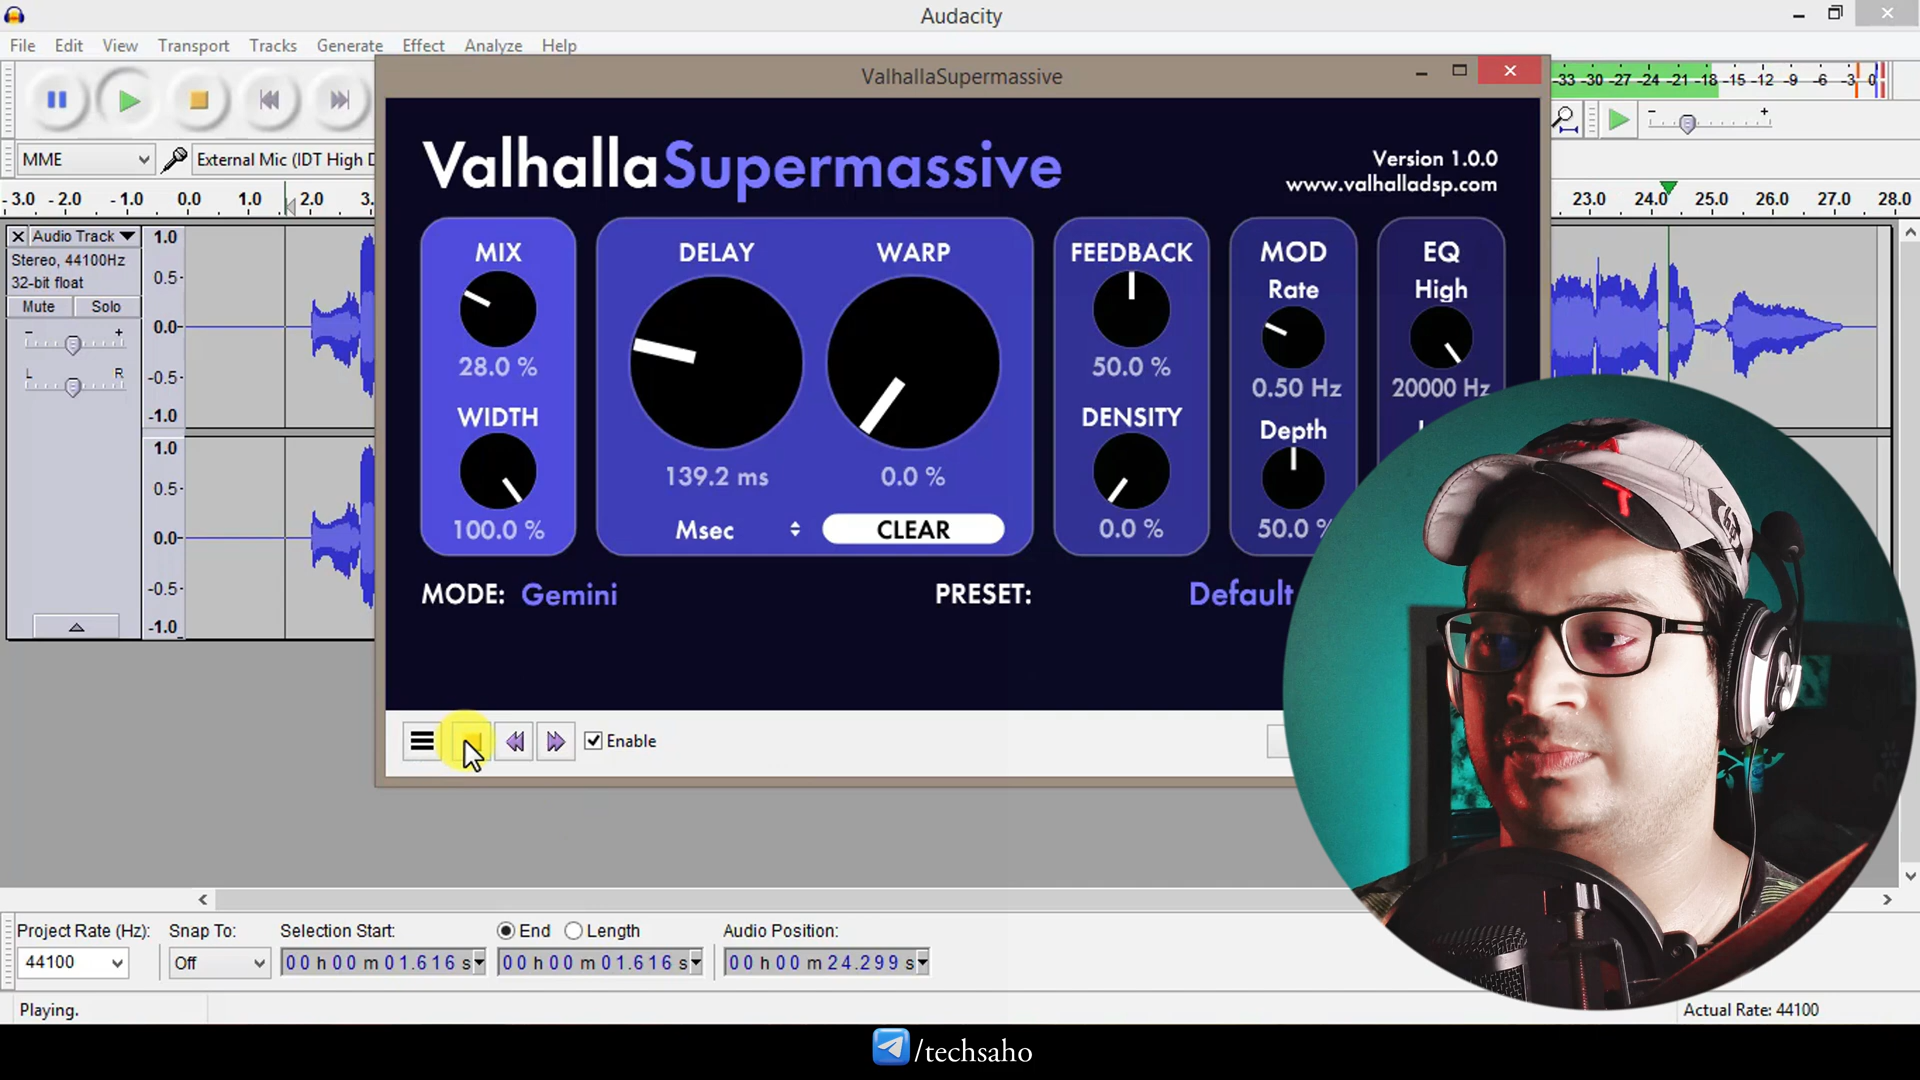 Audacity
File Edit View Transport Tracks Generate Effect Analyze Help
ValhallaSupermassive
-33 -30 -27 -24 -21 -18 -15 -12 -9 -6 -3 0
MME External Mic (IDT High D
- 3.0 - 2.0 - 1.0 0.0 1.0 2.0 3. 23.0 24.0 25.0 26.0 27.0 28.0
ValhallaSupermassive
Version 1.0.0
www.valhalladsp.com
Audio Track
Stereo, 44100Hz
32-bit float
Mute Solo
- +
L R
1.0
0.5-
0.0-
-0.5-
-1.0
1.0
0.5-
0.0-
-0.5-
-1.0
MIX
28.0 %
WIDTH
100.0 %
DELAY
139.2 ms
Msec
WARP
0.0 %
CLEAR
FEEDBACK
50.0 %
DENSITY
0.0 %
MOD
Rate
0.50 Hz
Depth
50.0 %
EQ
High
20000 Hz
MODE: Gemini PRESET: Default
Enable
Project Rate (Hz): Snap To: Selection Start: End Length Audio Position:
44100 Off 00 h 00 m 01.616 s 00 h 00 m 01.616 s 00 h 00 m 24.299 s
Playing. Actual Rate: 44100
/techsaho